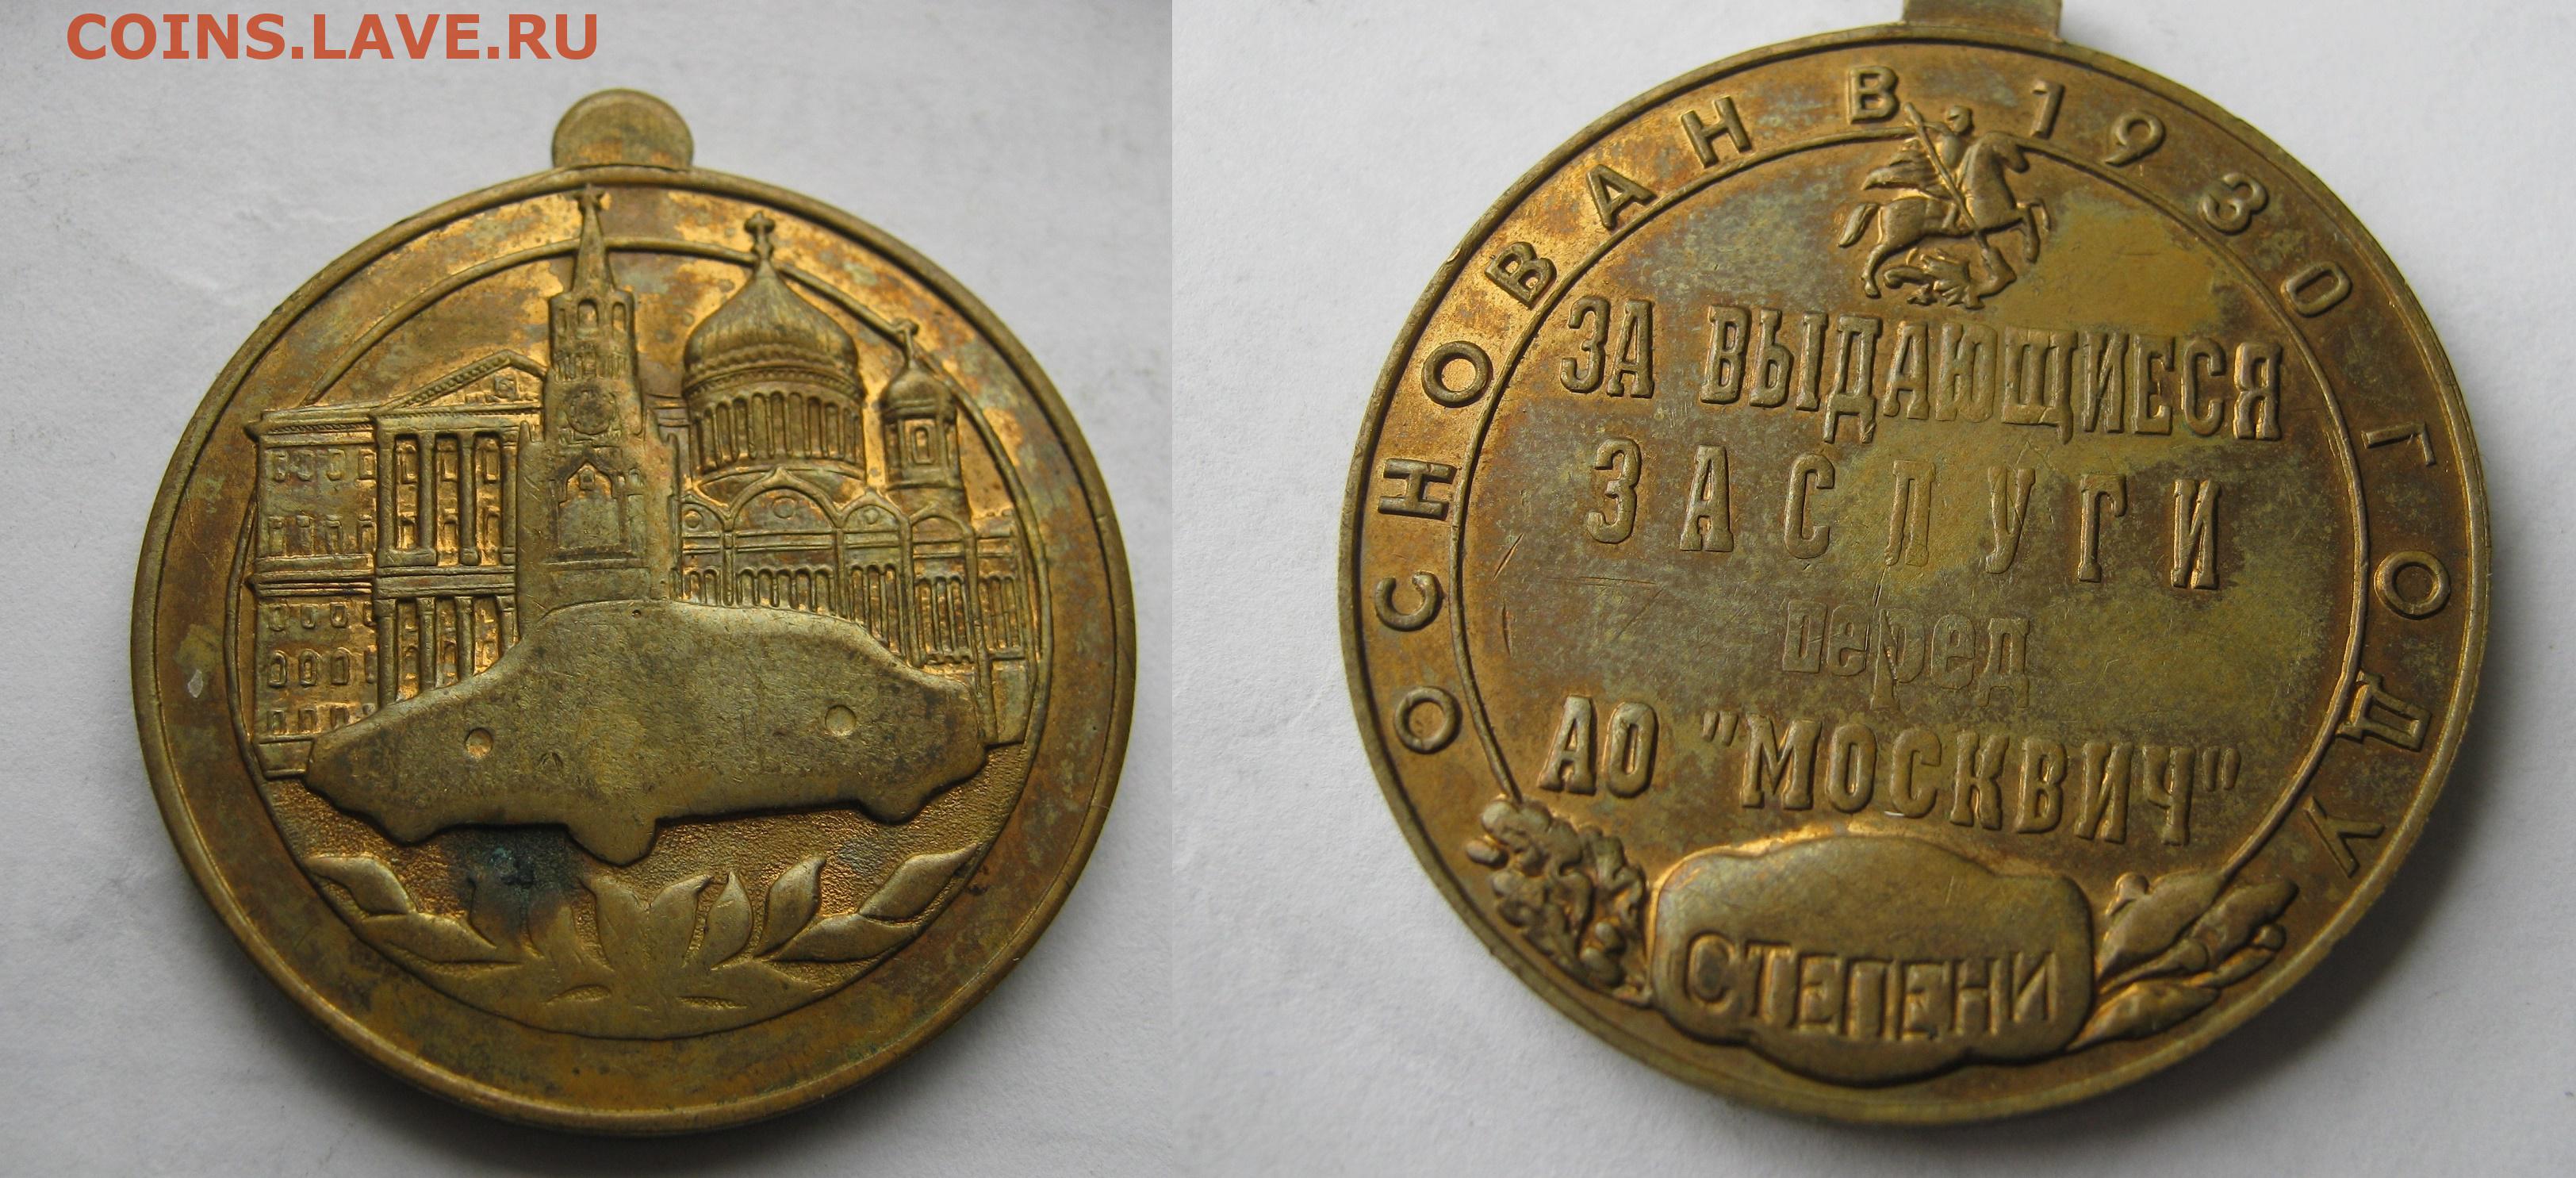 COINS.LAVE.RU
ОСНОВАН В 1930 ГОДУ
ЗА ВЫДАЮЩИЕСЯ
ЗАСЛУГИ
перед
АО "МОСКВИЧ"
СТЕПЕНИ